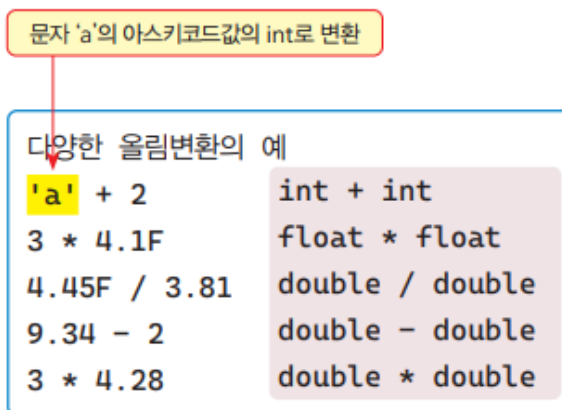 문자 ‘a’의 아스키코드값의 int로 변환
다양한 올림변환의 예
'a' + 2 int + int
3 * 4.1F float * float
4.45F / 3.81 double / double
9.34 - 2 double - double
3 * 4.28 double * double